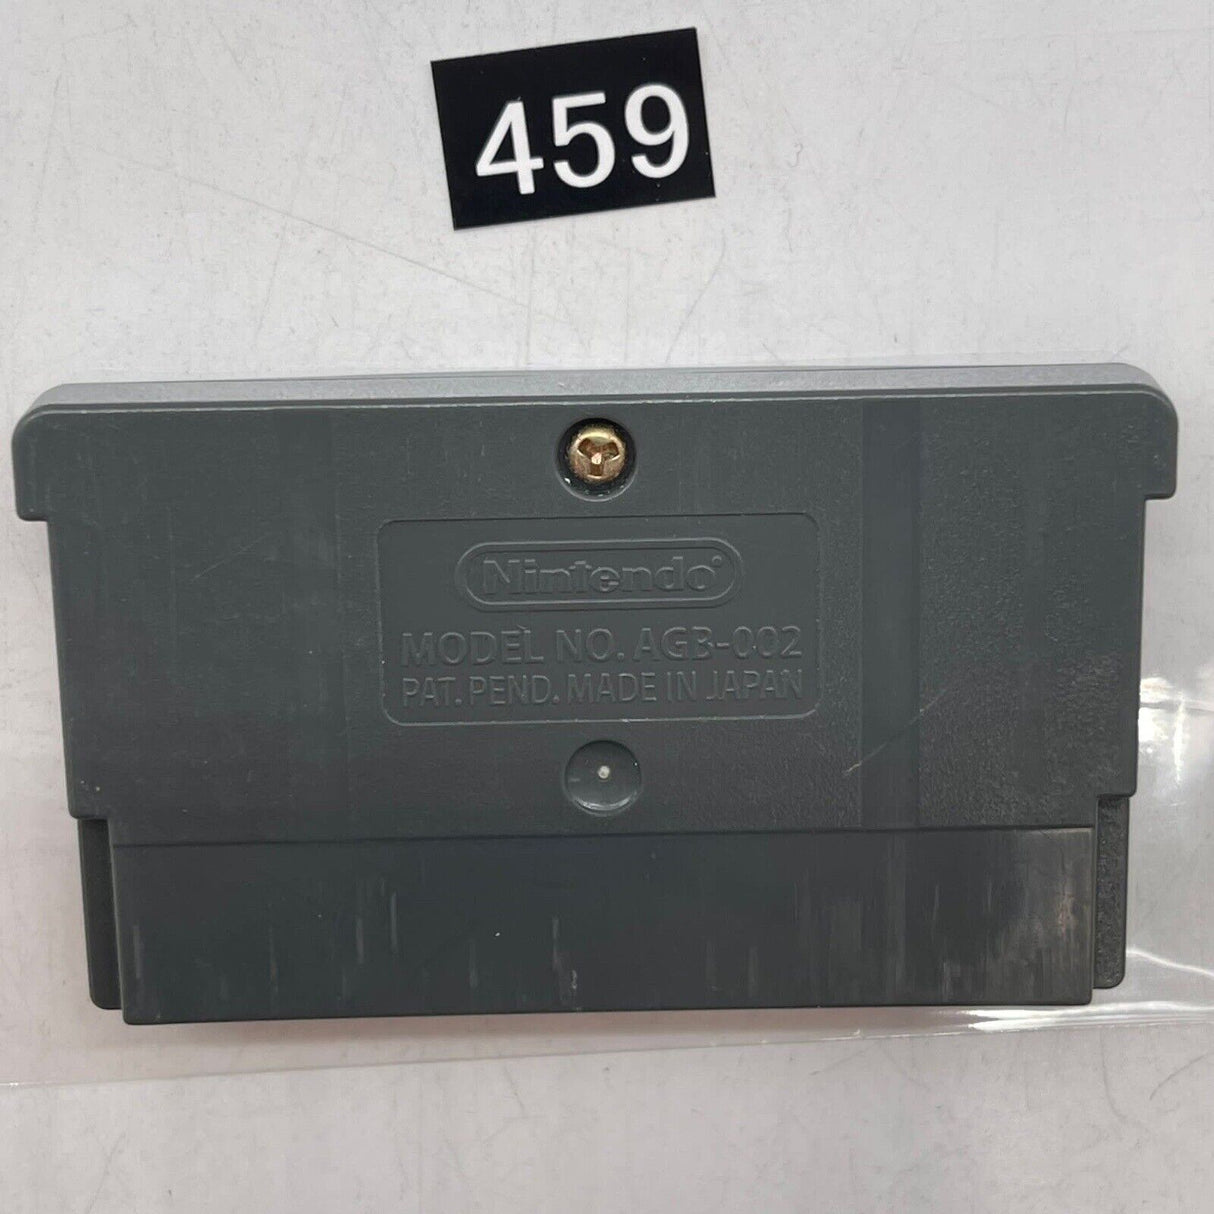 459
Nintendo®
MODEL NO. AGB-002
PAT. PEND. MADE IN JAPAN